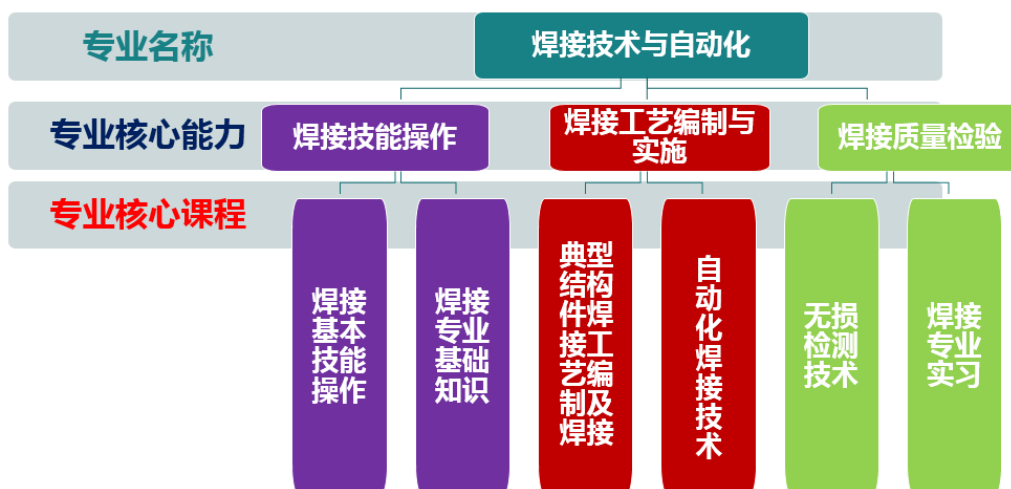 专业名称
焊接技术与自动化
专业核心能力
焊接技能操作
焊接工艺编制与
实施
焊接质量检验
专业核心课程
焊接
基本
技能
操作
焊接
专业
基础
知识
典型
结构
件焊
接工
艺编
制及
焊接
自
动
化
焊
接
技
术
无损
检测
技术
焊接
专业
实习